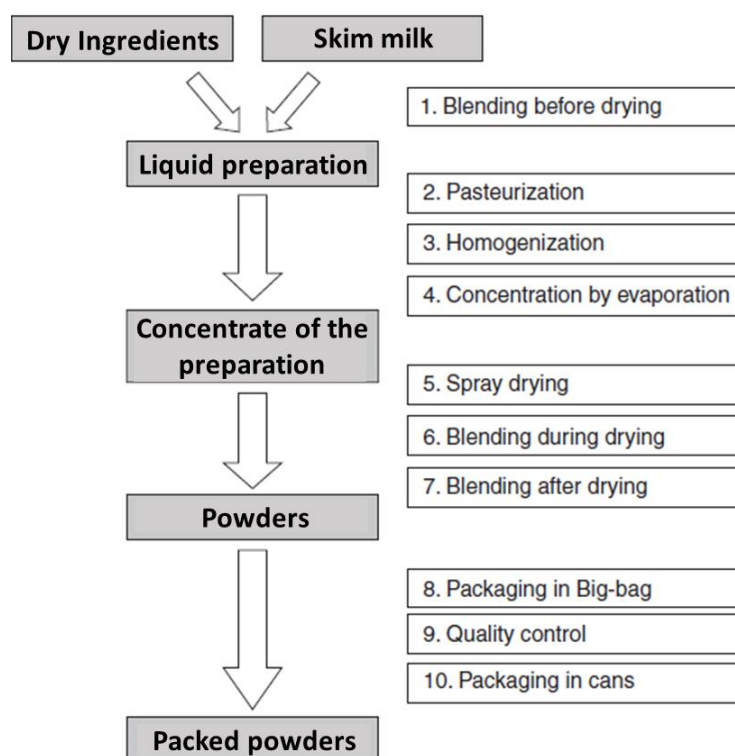 Dry Ingredients
Skim milk
1. Blending before drying
Liquid preparation
2. Pasteurization
3. Homogenization
4. Concentration by evaporation
Concentrate of the
preparation
5. Spray drying
6. Blending during drying
7. Blending after drying
Powders
8. Packaging in Big-bag
9. Quality control
10. Packaging in cans
Packed powders